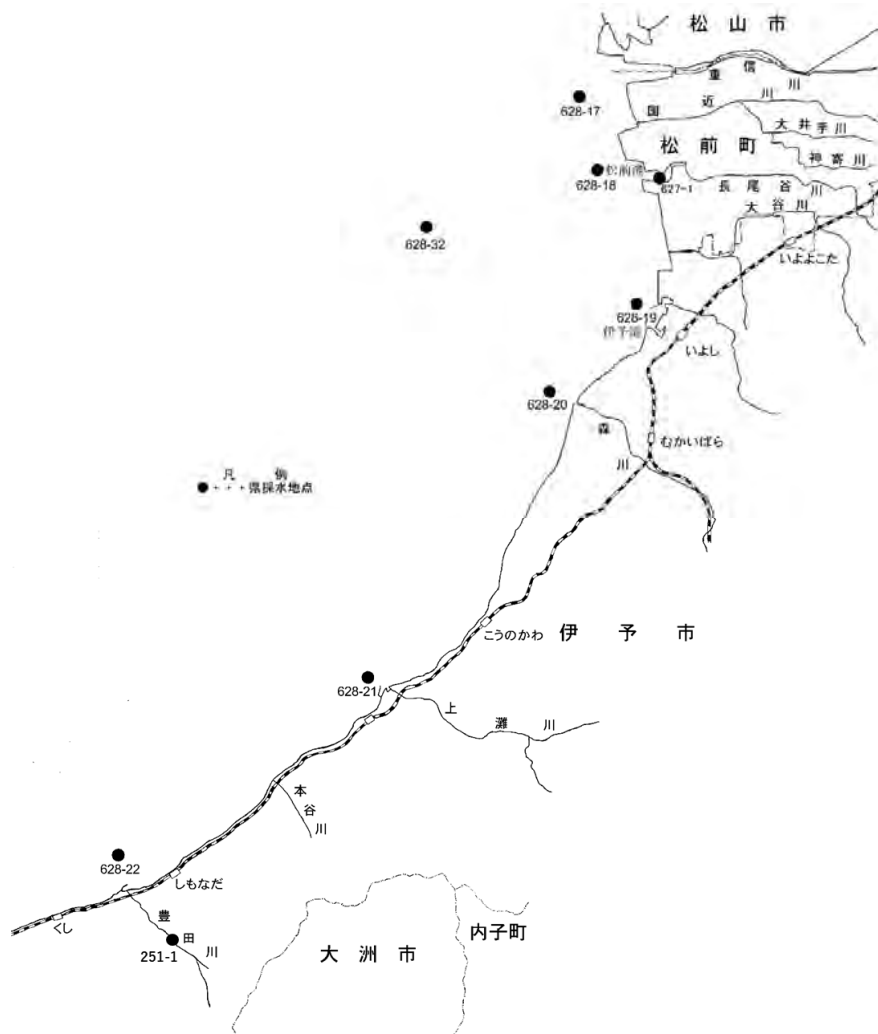 松山市
重信川
628-17
国近川
大井手川
松前町
神寄川
松前港
628-18
627-1
長尾谷川
大谷川
628-32
いよよこた
628-19
伊予港
いよし
628-20
森川
むかいばら
凡例
●・・・県採水地点
こうのかわ
伊予市
628-21
上灘川
本谷川
628-22
しもなだ
くし
豊田川
251-1
大洲市
内子町